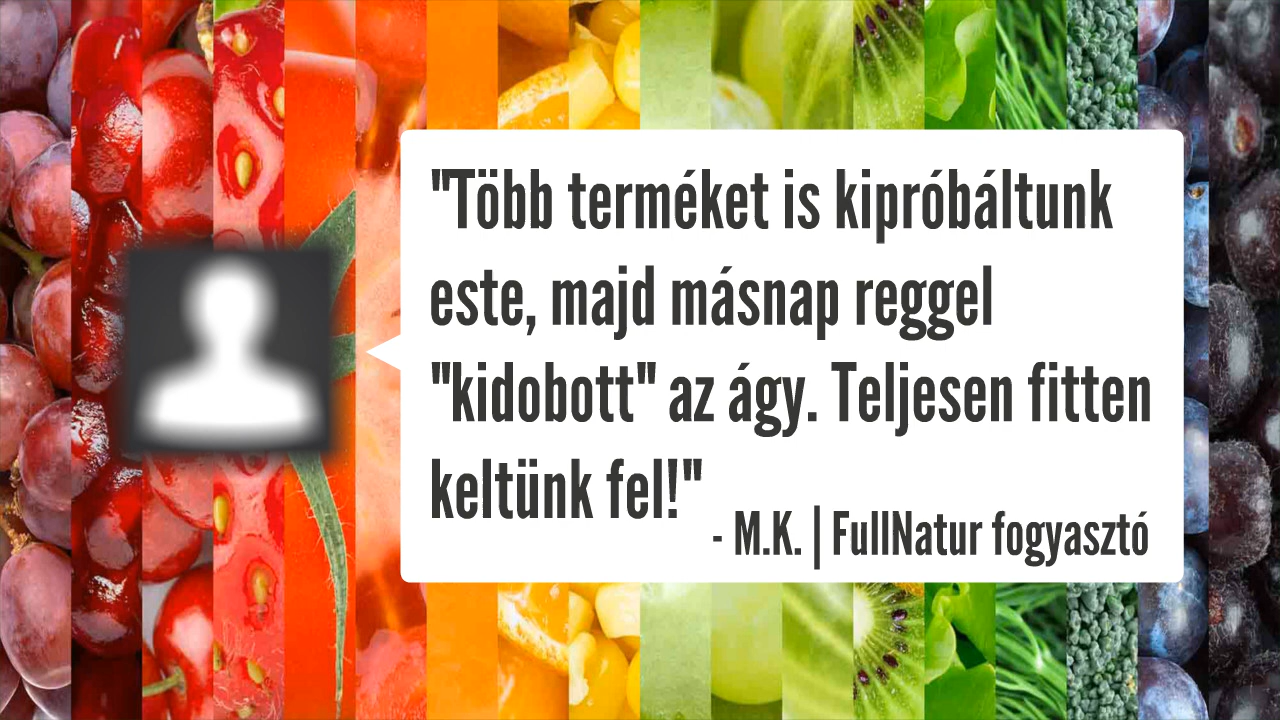 "Több terméket is kipróbáltunk
este, majd másnap reggel
"kidobott" az ágy. Teljesen fitten
keltünk fel!"
- M.K. | FullNatur fogyasztó